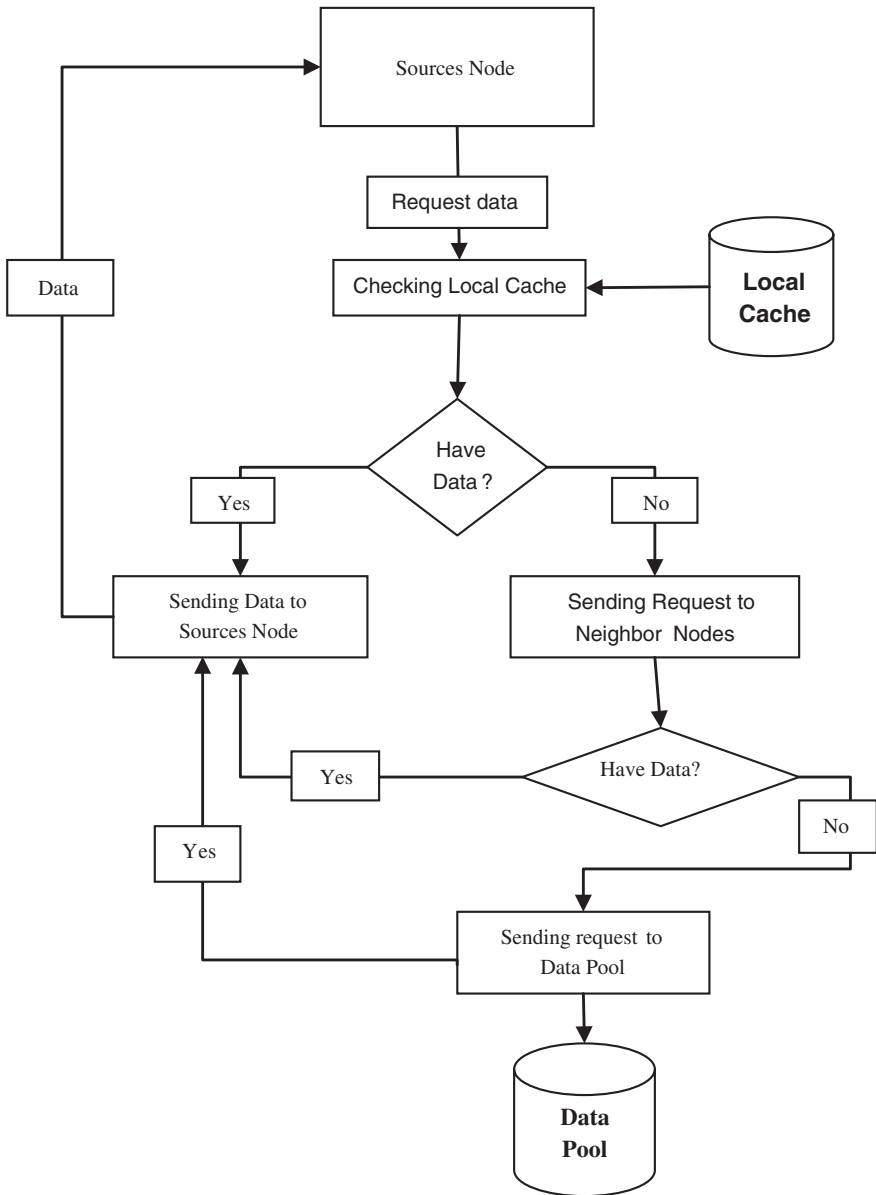 Sources Node
Request data
Checking Local Cache
Local
Cache
Data
Have
Data ?
Yes
No
Sending Data to
Sources Node
Sending Request to
Neighbor Nodes
Have Data?
Yes
No
Yes
Sending request to
Data Pool
Data
Pool